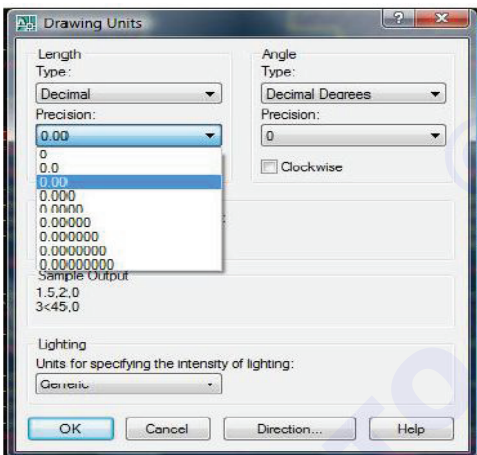 Drawing Units
Length
Type:
Decimal
Precision:
0.00
0
0.0
0.00
0.000
0.0000
0.00000
0.000000
0.0000000
0.00000000
Angle
Type:
Decimal Degrees
Precision:
0
Clockwise
Sample Output
1.5,2,0
3<45,0
Lighting
Units for specifying the intensity of lighting:
Generic
OK
Cancel
Direction...
Help